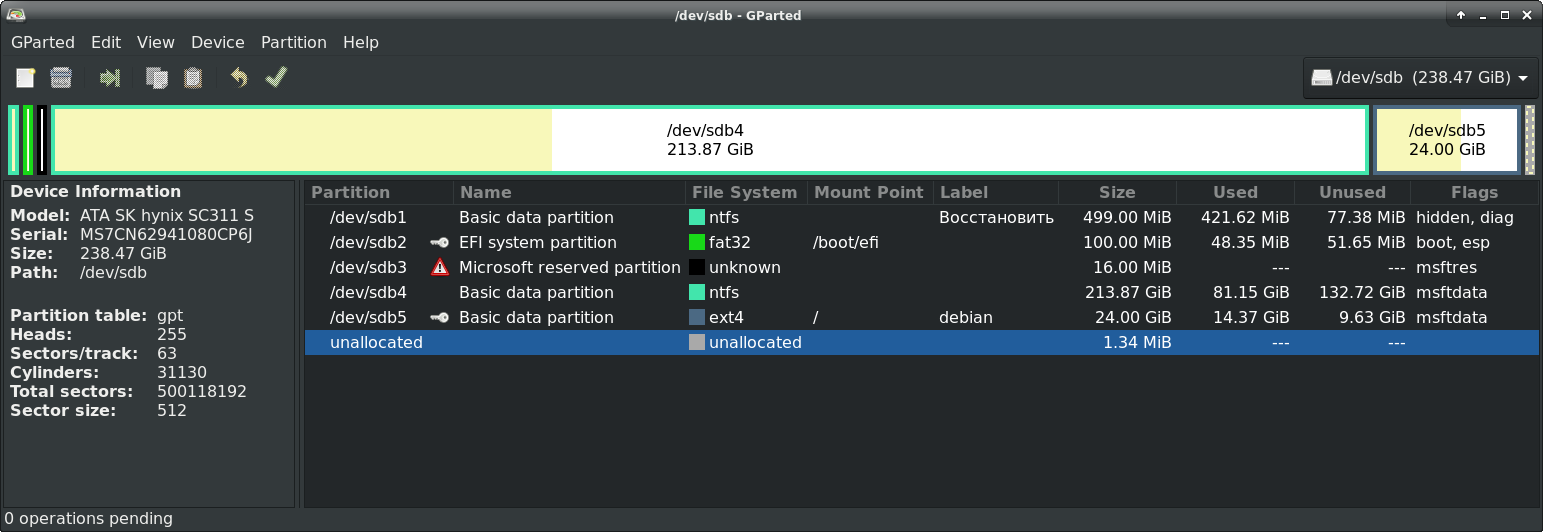 /dev/sdb - GParted
GParted Edit View Device Partition Help
/dev/sdb (238.47 GiB)
/dev/sdb4
213.87 GiB
/dev/sdb5
24.00 GiB
Device Information
Model: ATA SK hynix SC311 S
Serial: MS7CN62941080CP6J
Size: 238.47 GiB
Path: /dev/sdb
Partition table: gpt
Heads: 255
Sectors/track: 63
Cylinders: 31130
Total sectors: 500118192
Sector size: 512
Partition Name File System Mount Point Label Size Used Unused Flags
/dev/sdb1 Basic data partition ntfs Восстановить 499.00 MiB 421.62 MiB 77.38 MiB hidden, diag
/dev/sdb2 EFI system partition fat32 /boot/efi 100.00 MiB 48.35 MiB 51.65 MiB boot, esp
/dev/sdb3 Microsoft reserved partition unknown 16.00 MiB --- --- msftres
/dev/sdb4 Basic data partition ntfs 213.87 GiB 81.15 GiB 132.72 GiB msftdata
/dev/sdb5 Basic data partition ext4 / debian 24.00 GiB 14.37 GiB 9.63 GiB msftdata
unallocated unallocated 1.34 MiB --- ---
0 operations pending